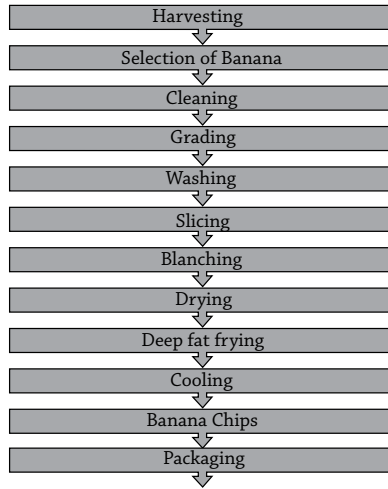 Harvesting
Selection of Banana
Cleaning
Grading
Washing
Slicing
Blanching
Drying
Deep fat frying
Cooling
Banana Chips
Packaging